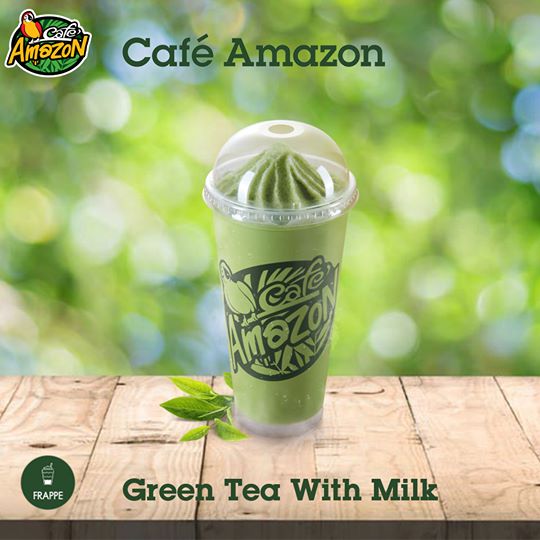 Café
AMAZON
Café Amazon
Café
AMAZON
FRAPPE
Green Tea With Milk